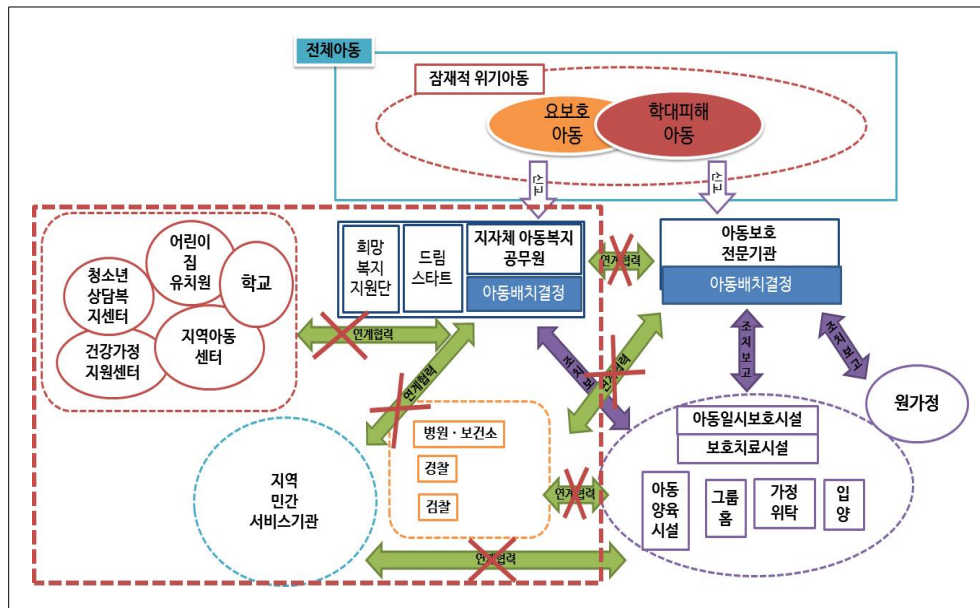 전체아동
잠재적 위기아동
요보호
아동
학대피해
아동
신고
신고
어린이
집
유치원
학교
청소년
상담복
지센터
건강가정
지원센터
지역아동
센터
희망
복지
지원단
드림
스타트
지자체 아동복지
공무원
아동배치결정
연계협력
아동보호
전문기관
아동배치결정
연계협력
연계협력
조치보
연계협력
조치보고
조치보고
원가정
병원·보건소
경찰
검찰
지역
민간
서비스기관
연계협력
아동일시보호시설
보호치료시설
아동
양육
시설
그룹
홈
가정
위탁
입
양
연계협력